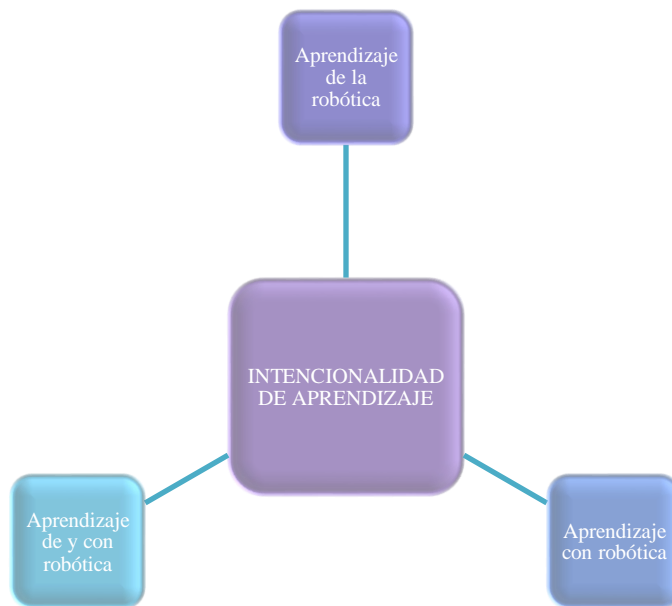 Aprendizaje
de la
robótica
INTENCIONALIDAD
DE APRENDIZAJE
Aprendizaje
de y con
robótica
Aprendizaje
con robótica